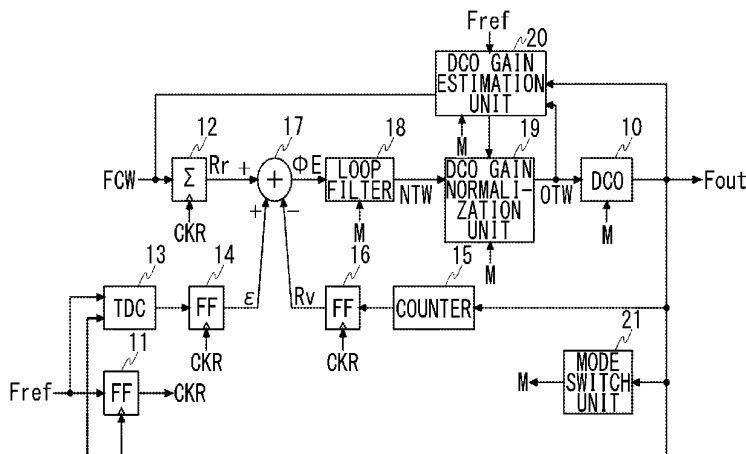 Fref
20
DCO GAIN
ESTIMATION
UNIT
12
17
18
M
19
10
FCW
Σ
Rr
+
+
ΦE
LOOP
FILTER
NTW
DCO GAIN
NORMALI-
ZATION
UNIT
OTW
DCO
Fout
CKR
+
−
M
M
M
13
14
16
15
TDC
FF
ε
Rv
FF
COUNTER
21
CKR
CKR
11
Fref
FF
CKR
M
MODE
SWITCH
UNIT